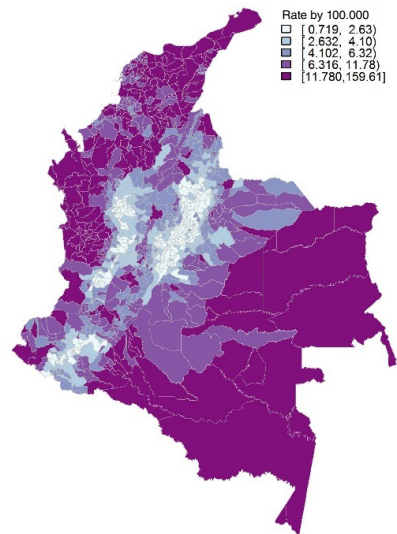 Rate by 100.000
[ 0.719, 2.63)
[ 2.632, 4.10)
[ 4.102, 6.32)
[ 6.316, 11.78)
[11.780,159.61]